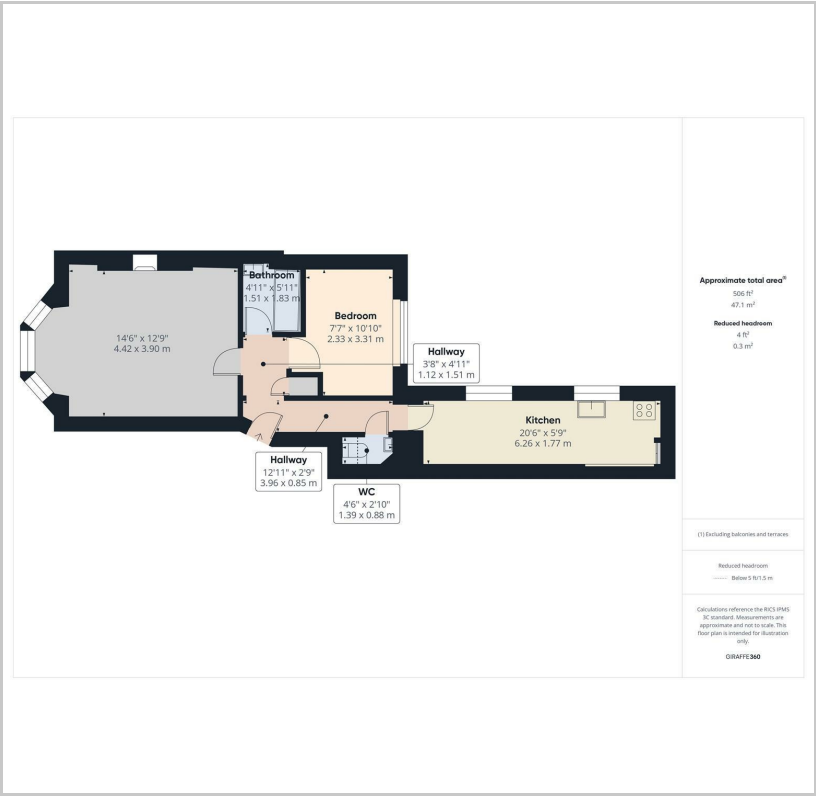 Bathroom
4'11" x 5'11"
1.51 x 1.83 m
Bedroom
7'7" x 10'10"
2.33 x 3.31 m
14'6" x 12'9"
4.42 x 3.90 m
Hallway
3'8" x 4'11"
1.12 x 1.51 m
Kitchen
20'6" x 5'9"
6.26 x 1.77 m
Hallway
12'11" x 2'9"
3.96 x 0.85 m
WC
4'6" x 2'10"
1.39 x 0.88 m
Approximate total area(1)
506 ft²
47.1 m²
Reduced headroom
4 ft²
0.3 m²
(1) Excluding balconies and terraces
Reduced headroom
Below 5 ft/1.5 m
Calculations reference the RICS IPMS
3C standard. Measurements are
approximate and not to scale. This
floor plan is intended for illustration
only.
GIRAFFE360